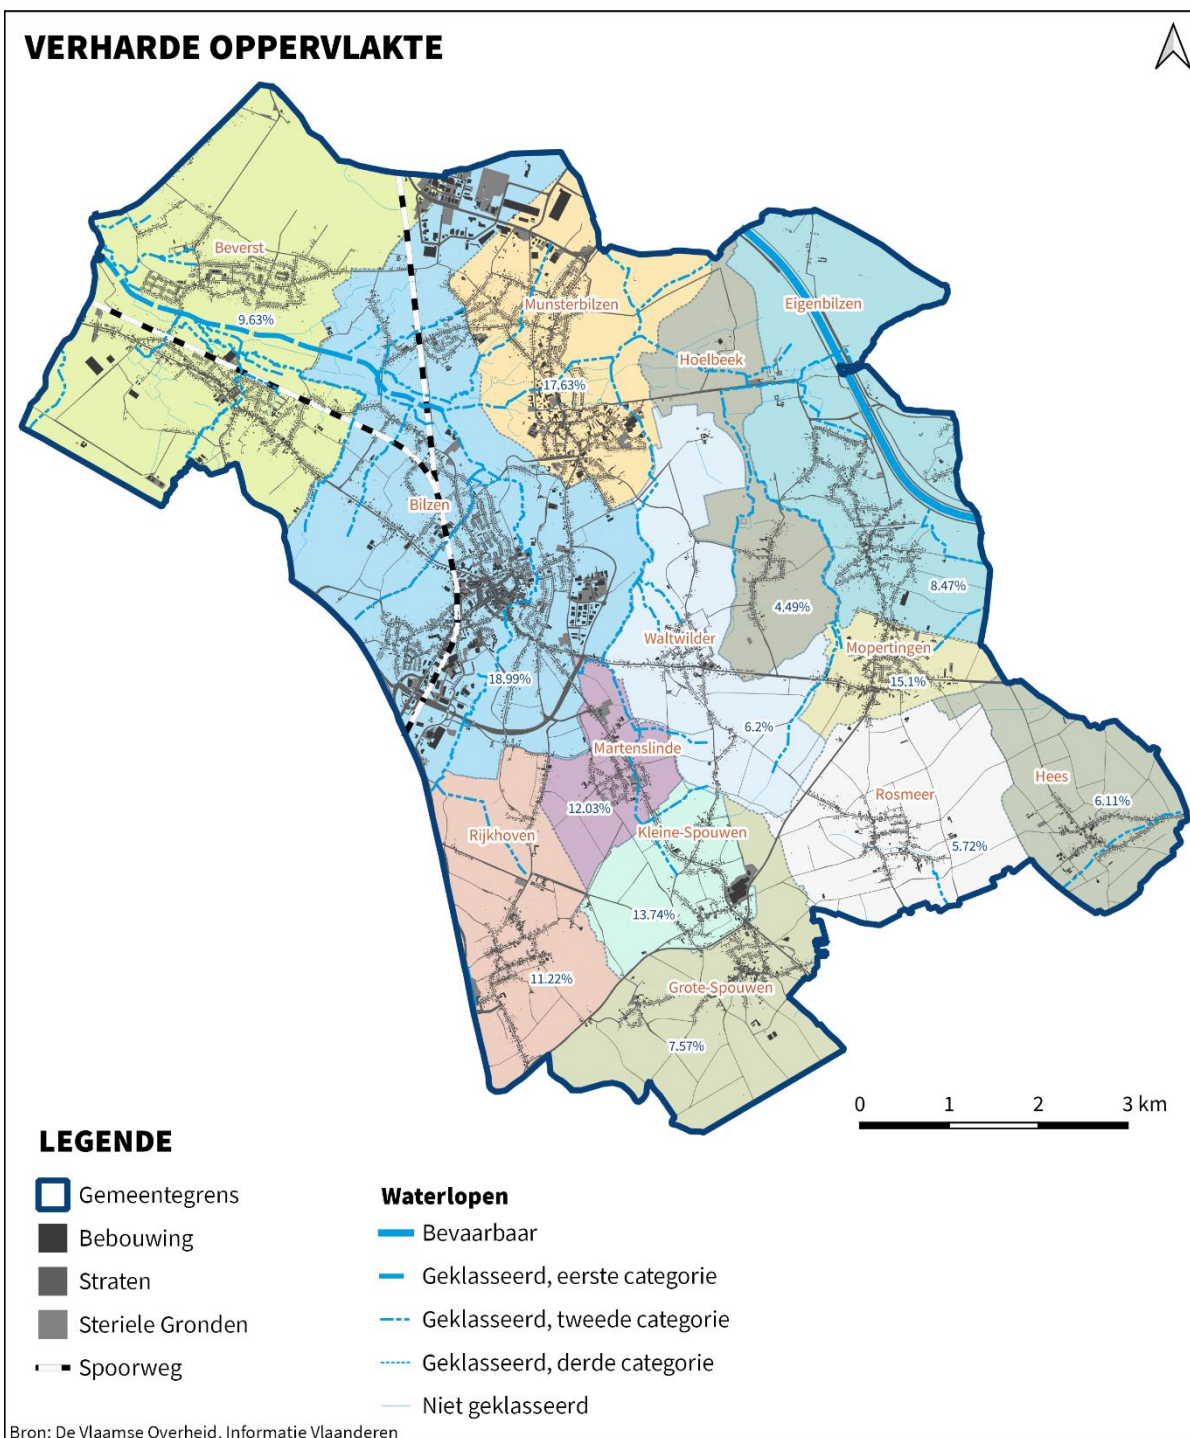 VERHARDE OPPERVLAKTE
Beverst
9.63%
Munsterbilzen
17.63%
Eigenbilzen
Hoelbeek
Bilzen
8.47%
4.49%
Waltwilder
Mopertingen
15.1%
18.99%
6.2%
Martenslinde
12.03%
Hees
6.11%
Rosmeer
5.72%
Rijkhoven
Kleine-Spouwen
13.74%
11.22%
Grote-Spouwen
7.57%
0 1 2 3 km
LEGENDE
Gemeentegrens
Bebouwing
Straten
Steriele Gronden
Spoorweg
Waterlopen
Bevaarbaar
Geklasseerd, eerste categorie
Geklasseerd, tweede categorie
Geklasseerd, derde categorie
Niet geklasseerd
Bron: De Vlaamse Overheid, Informatie Vlaanderen